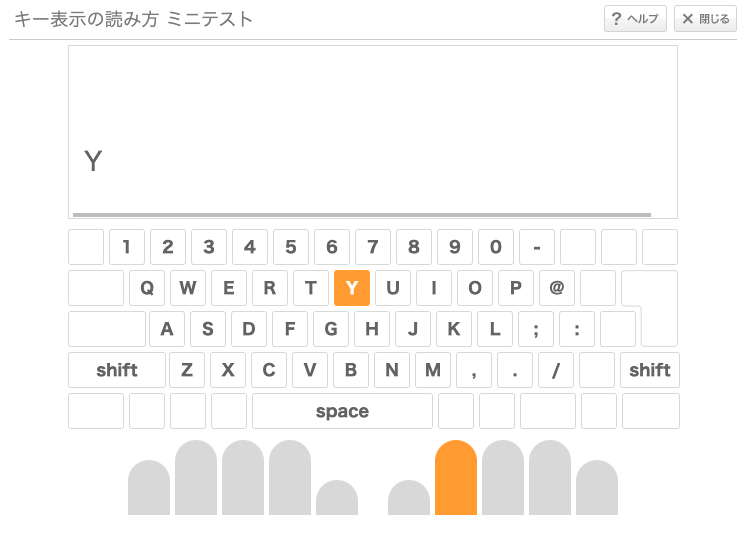 キー表示の読み方 ミニテスト
? ヘルプ
× 閉じる
Y
1 2 3 4 5 6 7 8 9 0 -
Q W E R T Y U I O P @
A S D F G H J K L ; :
shift Z X C V B N M , . / shift
space